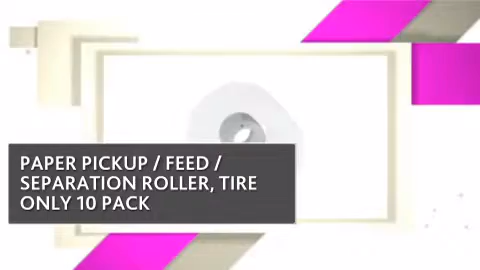 PAPER PICKUP / FEED /
SEPARATION ROLLER, TIRE
ONLY 10 PACK